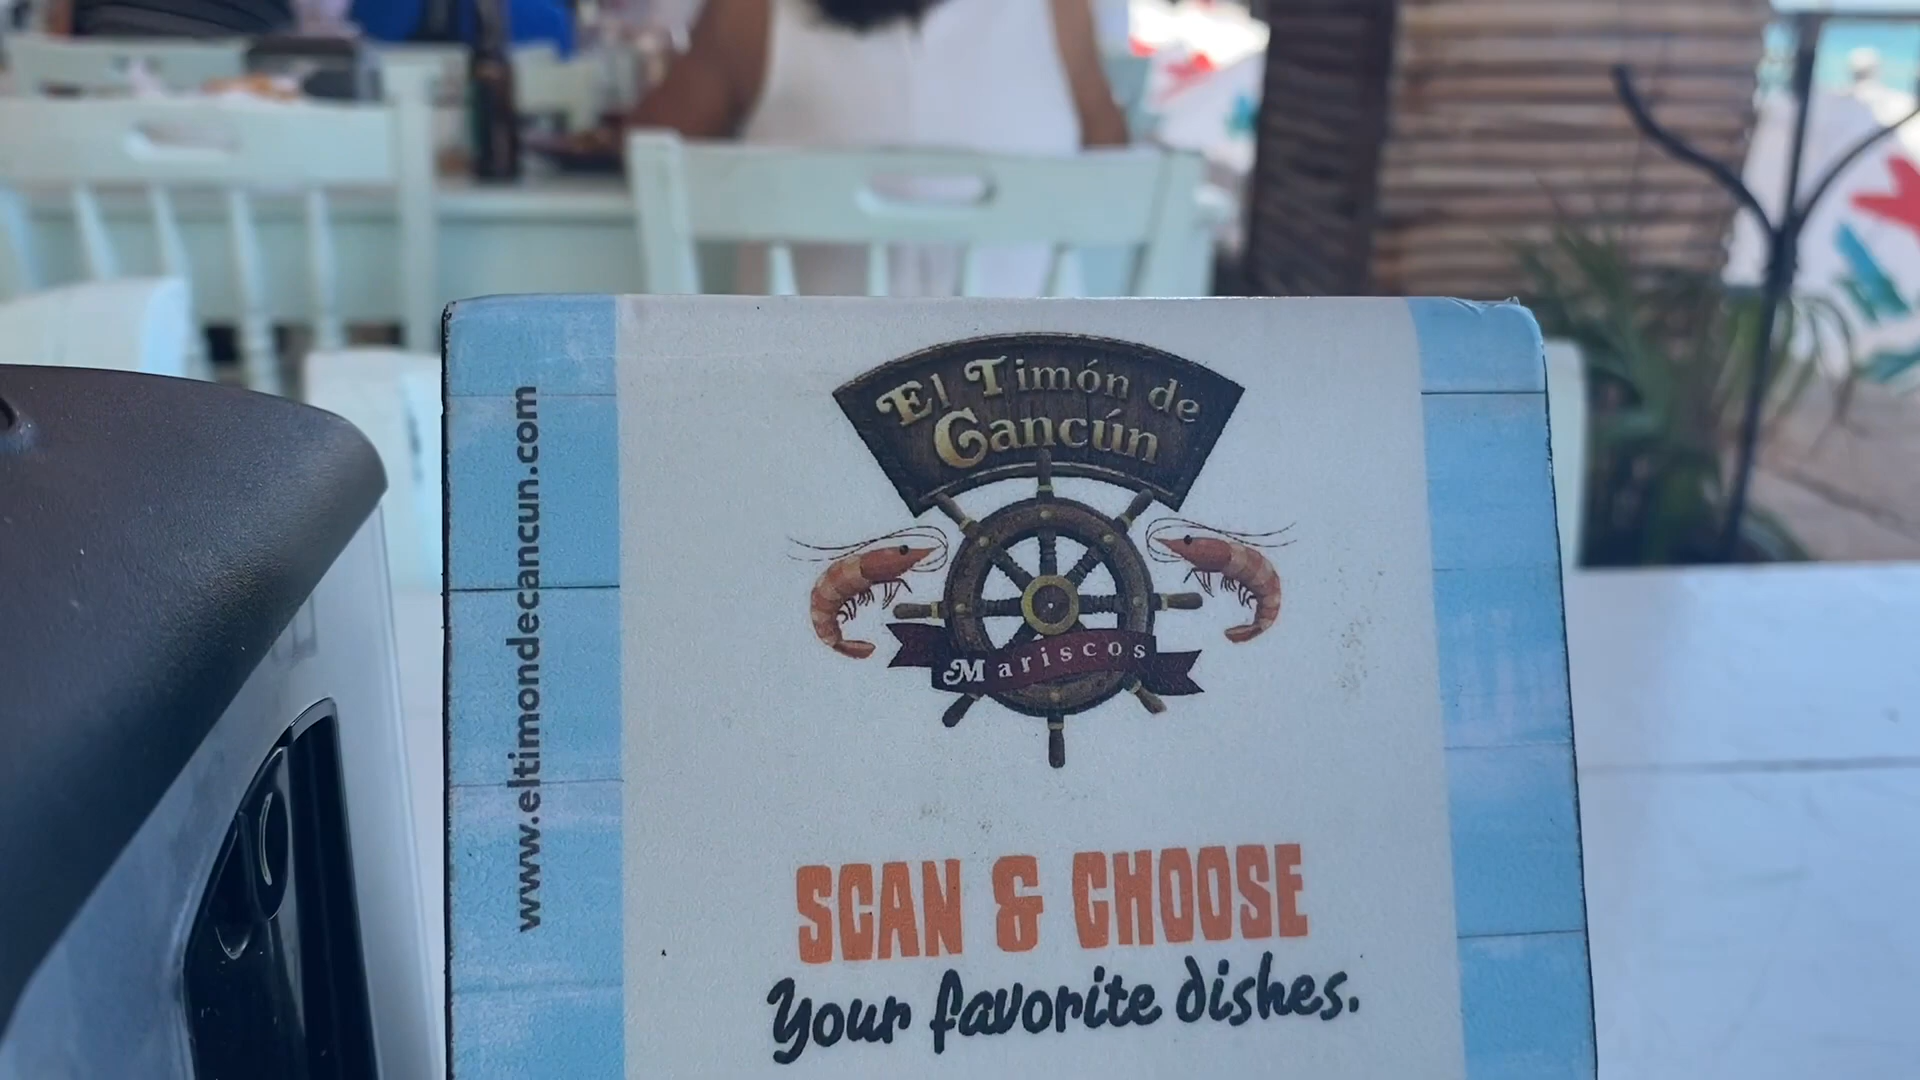 El Timón de
Cancún
Mariscos
www.eltimondecancun.com
SCAN & CHOOSE
Your favorite dishes.